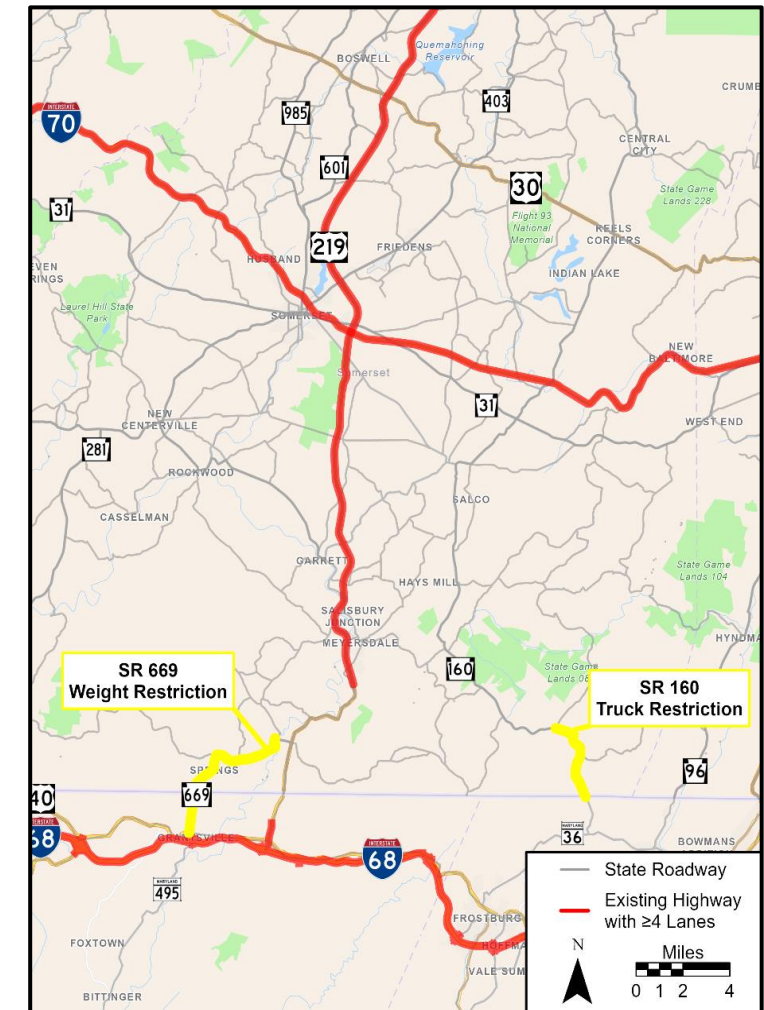 BOSWELL
Quemahoning
Reservoir
403
CRUMB
985
INTERSTATE
70
CENTRAL
CITY
601
30
State Game
Lands 228
31
Flight 93
National
Memorial
219
FRIEDENS
REELS
CORNERS
HUSBAND
INDIAN LAKE
EVEN
RINGS
Laurel Hill State
Park
SOMERSET
NEW
BALTIMORE
Somerset
31
NEW
CENTERVILLE
WEST END
281
ROCKWOOD
SALCO
CASSELMAN
GARRETT
State Game
Lands 104
HAYS MILL
SALISBURY
JUNCTION
MEYERSDALE
HYNDMA
SR 669
Weight Restriction
160
State Game
SR 160
Truck Restriction
SPRINGS
96
40
669
INTERSTATE
68
GRANTSVILLE
MARYLAND
36
INTERSTATE
68
BOWMANS
MARYLAND
495
State Roadway
Existing Highway
with ≥4 Lanes
FROSTBURG
FOXTOWN
HOFFMA
N
Miles
VALE SUM
0 1 2 4
BITTINGER